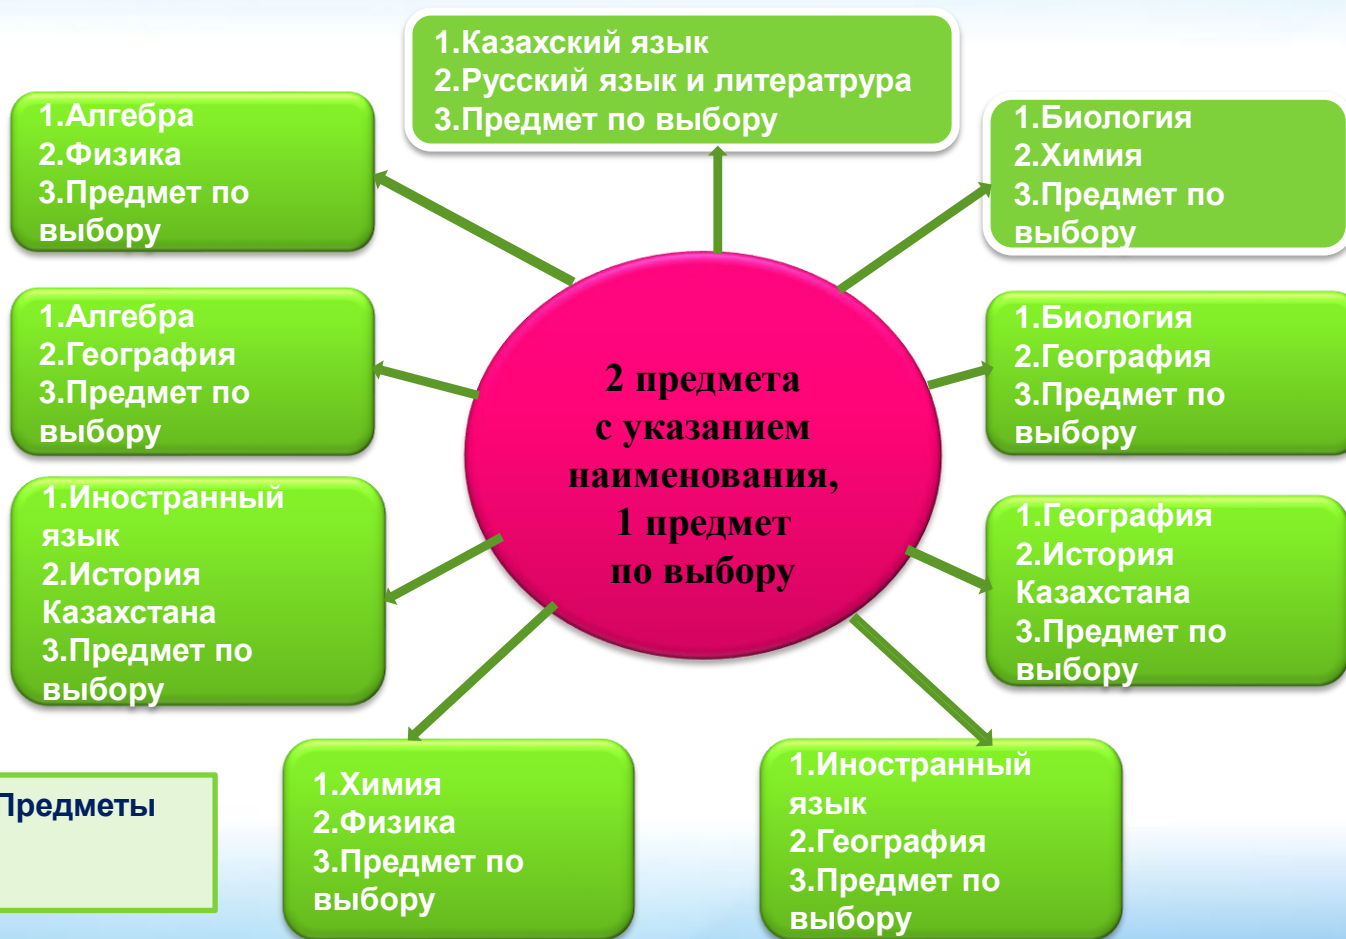 1.Казахский язык
2.Русский язык и литератрура
3.Предмет по выбору
1.Алгебра
2.Физика
3.Предмет по
выбору
1.Биология
2.Химия
3.Предмет по
выбору
1.Алгебра
2.География
3.Предмет по
выбору
2 предмета
с указанием
наименования,
1 предмет
по выбору
1.Биология
2.География
3.Предмет по
выбору
1.Иностранный
язык
2.История
Казахстана
3.Предмет по
выбору
1.География
2.История
Казахстана
3.Предмет по
выбору
Предметы
1.Химия
2.Физика
3.Предмет по
выбору
1.Иностранный
язык
2.География
3.Предмет по
выбору